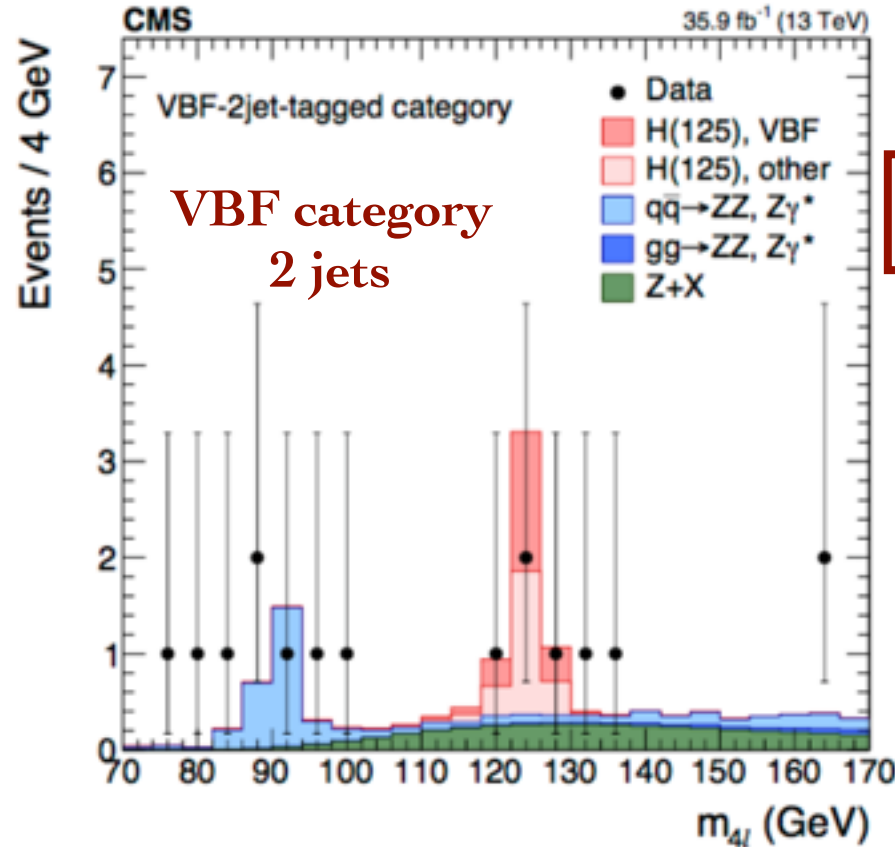 CMS 35.9 fb⁻¹ (13 TeV)
Events / 4 GeV
7
6
5
4
3
2
1
0
VBF-2jet-tagged category
VBF category
2 jets
Data
H(125), VBF
H(125), other
qq̄→ZZ, Zγ*
gg→ZZ, Zγ*
Z+X
70 80 90 100 110 120 130 140 150 160 170
m₄ₗ (GeV)